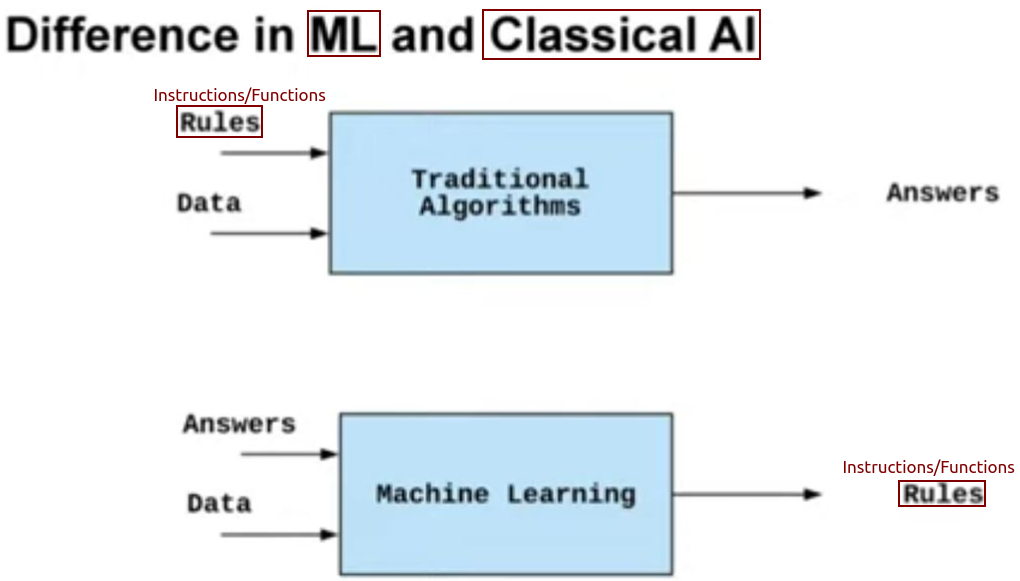 Difference in ML and Classical AI
Instructions/Functions
Rules
Data
Traditional
Algorithms
Answers
Answers
Data
Machine Learning
Instructions/Functions
Rules